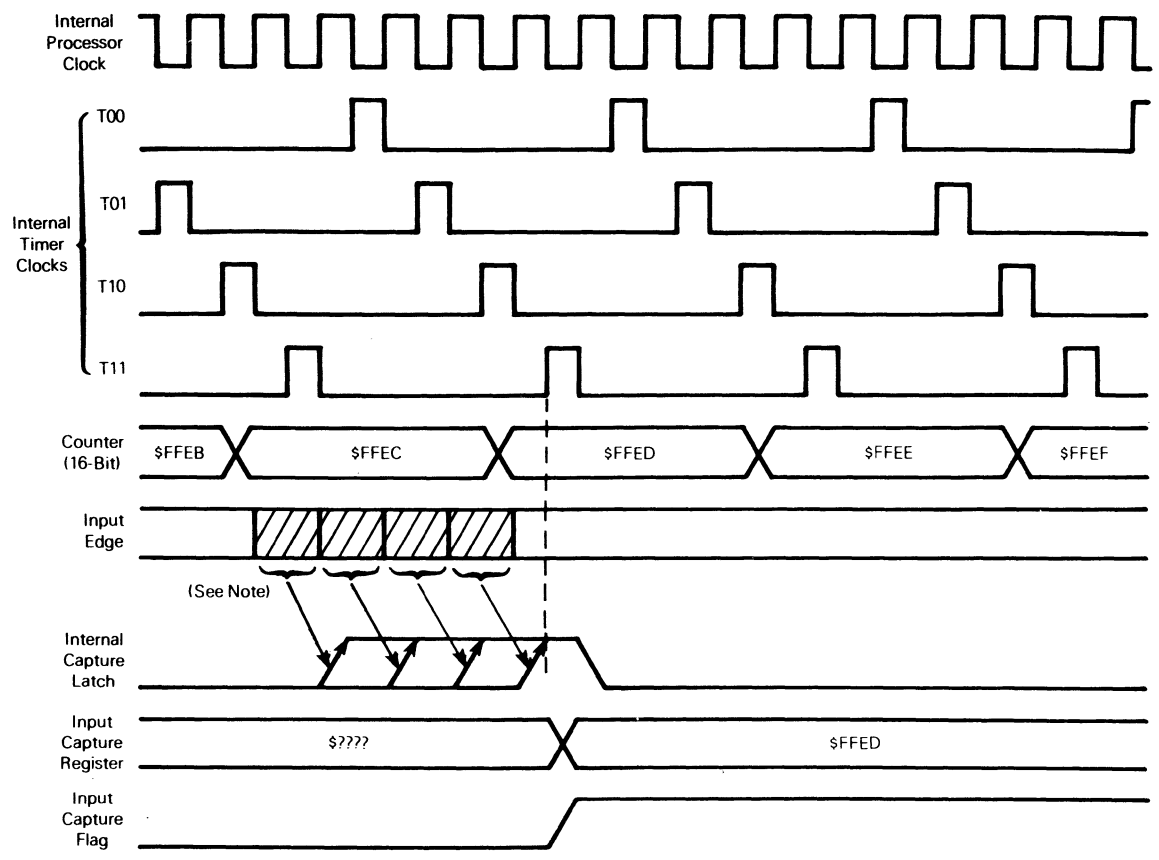 Internal
Processor
Clock
T00
T01
Internal
Timer
Clocks
T10
T11
Counter
(16-Bit)
$FFEB
$FFEC
$FFED
$FFEE
$FFEF
Input
Edge
(See Note)
Internal
Capture
Latch
Input
Capture
Register
$????
$FFED
Input
Capture
Flag